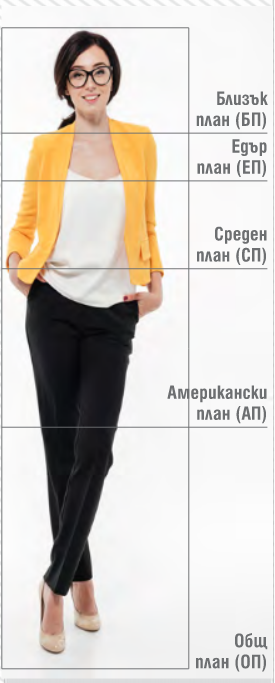 Близък
план (БП)
Едър
план (ЕП)
Среден
план (СП)
Американски
план (АП)
Общ
план (ОП)